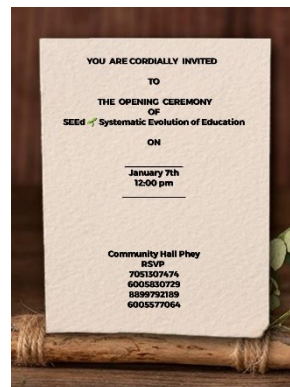 YOU ARE CORDIALLY INVITED
TO
THE OPENING CEREMONY
OF
SEEd Systematic Evolution of Education
ON
January 7th
12:00 pm
Community Hall Phey
RSVP
7051307474
6005830729
8899792189
6005577064